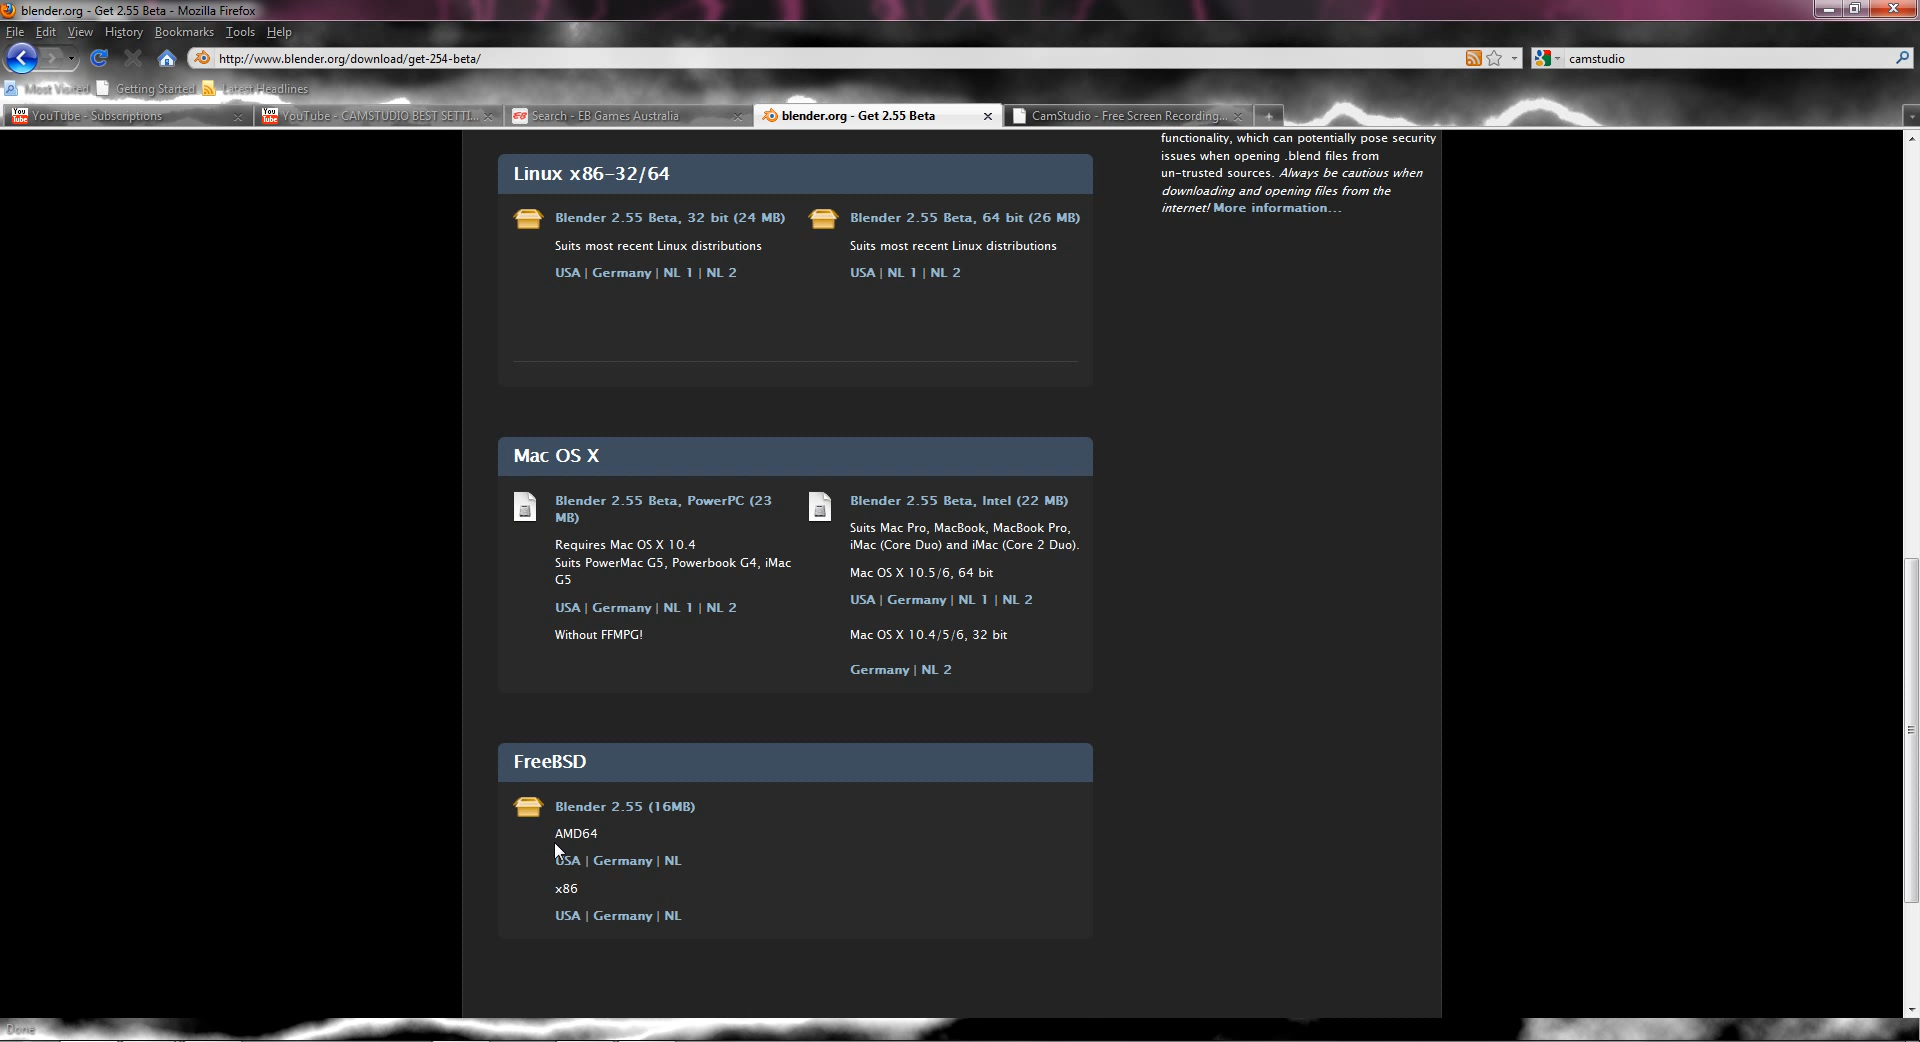 blender.org - Get 2.55 Beta - Mozilla Firefox
File Edit View History Bookmarks Tools Help
http://www.blender.org/download/get-254-beta/
camstudio
Most Visited Getting Started Latest Headlines
YouTube - Subscriptions
YouTube - CAMSTUDIO BEST SETTI...
Search - EB Games Australia
blender.org - Get 2.55 Beta
CamStudio - Free Screen Recording...
functionality, which can potentially pose security
issues when opening .blend files from
un-trusted sources. Always be cautious when
downloading and opening files from the
internet! More information...
Linux x86-32/64
Blender 2.55 Beta, 32 bit (24 MB)
Suits most recent Linux distributions
USA | Germany | NL 1 | NL 2
Blender 2.55 Beta, 64 bit (26 MB)
Suits most recent Linux distributions
USA | NL 1 | NL 2
Mac OS X
Blender 2.55 Beta, PowerPC (23
MB)
Requires Mac OS X 10.4
Suits PowerMac G5, Powerbook G4, iMac
G5
USA | Germany | NL 1 | NL 2
Without FFMPG!
Blender 2.55 Beta, Intel (22 MB)
Suits Mac Pro, MacBook, MacBook Pro,
iMac (Core Duo) and iMac (Core 2 Duo).
Mac OS X 10.5/6, 64 bit
USA | Germany | NL 1 | NL 2
Mac OS X 10.4/5/6, 32 bit
Germany | NL 2
FreeBSD
Blender 2.55 (16MB)
AMD64
USA | Germany | NL
x86
USA | Germany | NL
Done